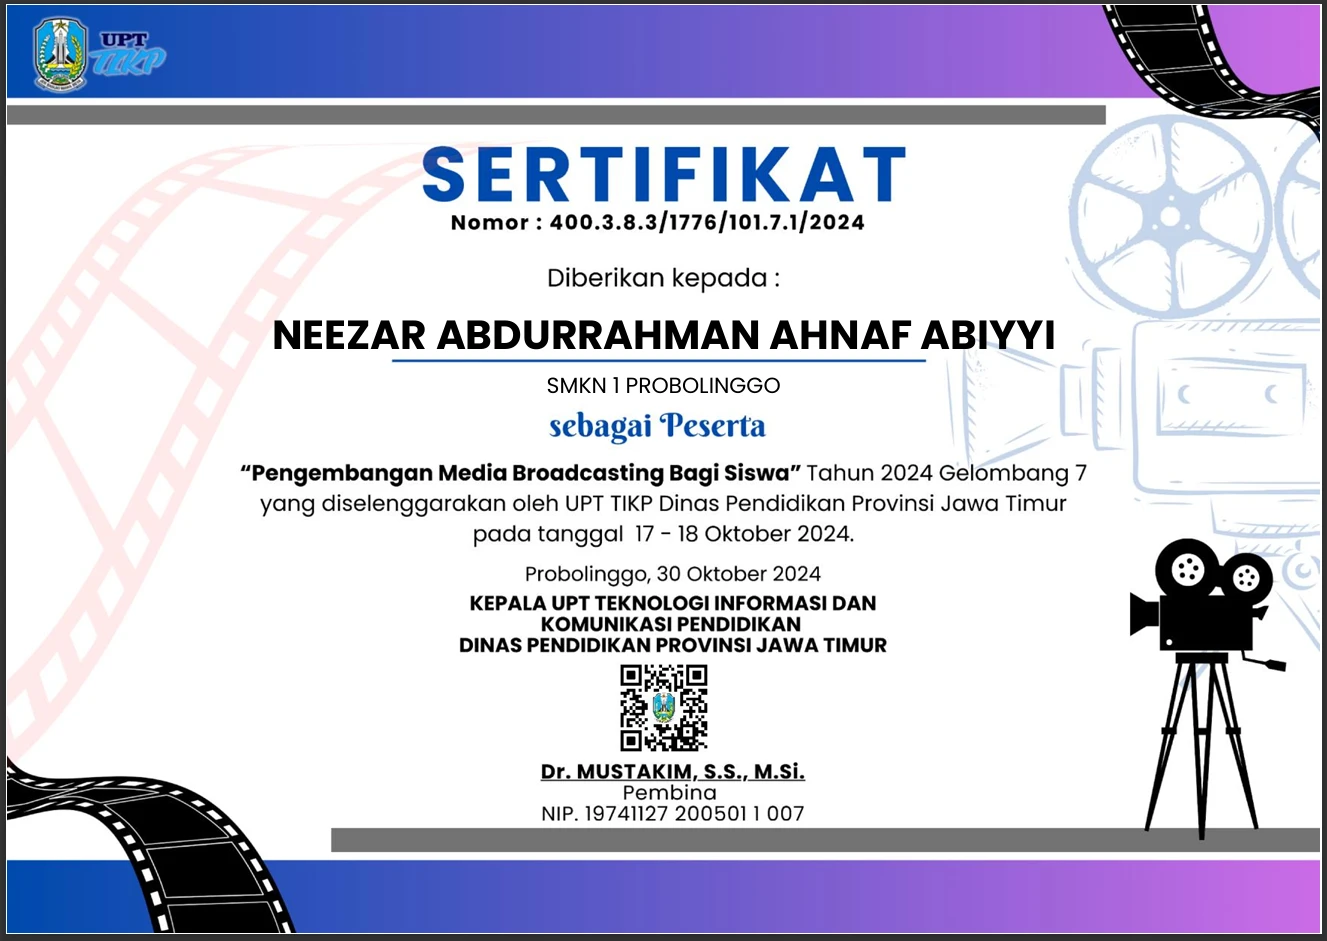 UPT
TIKP
SERTIFIKAT
Nomor : 400.3.8.3/1776/101.7.1/2024
Diberikan kepada :
NEEZAR ABDURRAHMAN AHNAF ABIYYI
SMKN 1 PROBOLINGGO
sebagai Peserta
“Pengembangan Media Broadcasting Bagi Siswa” Tahun 2024 Gelombang 7
yang diselenggarakan oleh UPT TIKP Dinas Pendidikan Provinsi Jawa Timur
pada tanggal 17 - 18 Oktober 2024.
Probolinggo, 30 Oktober 2024
KEPALA UPT TEKNOLOGI INFORMASI DAN
KOMUNIKASI PENDIDIKAN
DINAS PENDIDIKAN PROVINSI JAWA TIMUR
Dr. MUSTAKIM, S.S., M.Si.
Pembina
NIP. 19741127 200501 1 007